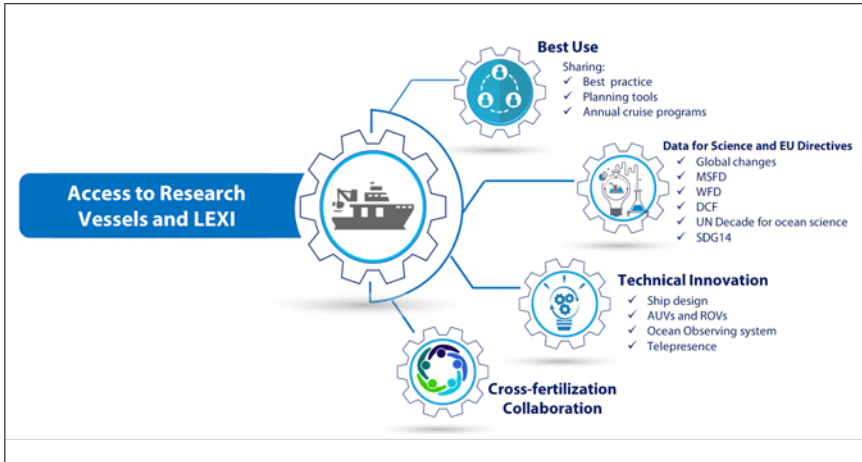 Best Use
Sharing:
✓ Best practice
✓ Planning tools
✓ Annual cruise programs
Access to Research
Vessels and LEXI
Data for Science and EU Directives
✓ Global changes
✓ MSFD
✓ WFD
✓ DCF
✓ UN Decade for ocean science
✓ SDG14
Technical Innovation
✓ Ship design
✓ AUVs and ROVs
✓ Ocean Observing system
✓ Telepresence
Cross-fertilization
Collaboration